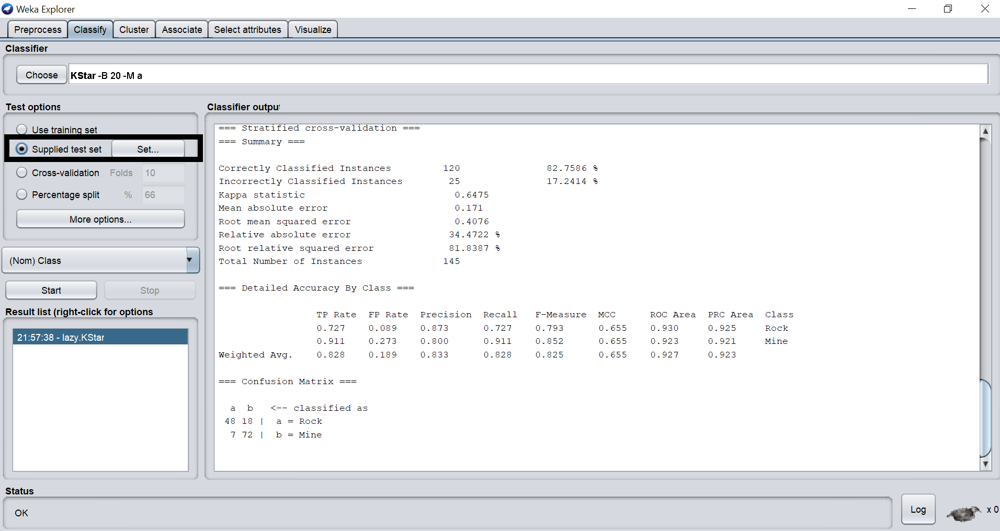 Weka Explorer
Preprocess Classify Cluster Associate Select attributes Visualize
Classifier
Choose KStar -B 20 -M a
Test options
Use training set
Supplied test set Set...
Cross-validation Folds 10
Percentage split % 66
More options...
(Nom) Class
Start Stop
Result list (right-click for options
21:57:38 - lazy.KStar
Classifier output
=== Stratified cross-validation ===
=== Summary ===
Correctly Classified Instances 120 82.7586 %
Incorrectly Classified Instances 25 17.2414 %
Kappa statistic 0.6475
Mean absolute error 0.171
Root mean squared error 0.4076
Relative absolute error 34.4722 %
Root relative squared error 81.8387 %
Total Number of Instances 145
=== Detailed Accuracy By Class ===
TP Rate FP Rate Precision Recall F-Measure MCC ROC Area PRC Area Class
0.727 0.089 0.873 0.727 0.793 0.655 0.930 0.925 Rock
0.911 0.273 0.800 0.911 0.852 0.655 0.923 0.921 Mine
Weighted Avg. 0.828 0.189 0.833 0.828 0.825 0.655 0.927 0.923
=== Confusion Matrix ===
a b <-- classified as
48 18 | a = Rock
7 72 | b = Mine
Status
OK
Log x 0